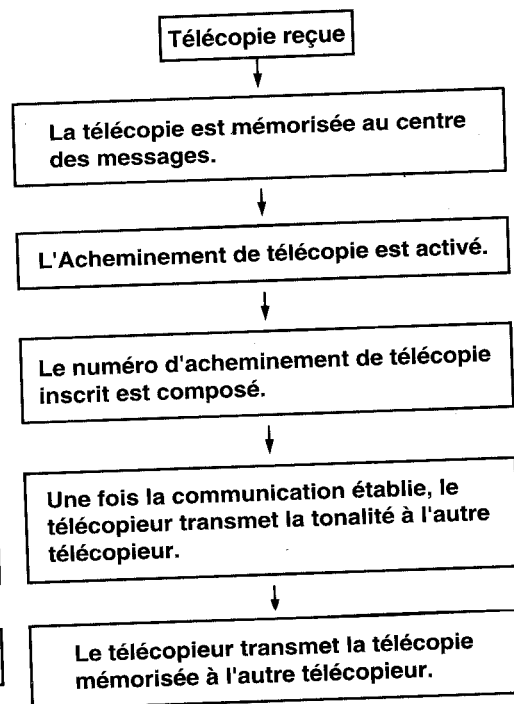 Télécopie reçue
La télécopie est mémorisée au centre
des messages.
L'Acheminement de télécopie est activé.
Le numéro d'acheminement de télécopie
inscrit est composé.
Une fois la communication établie, le
télécopieur transmet la tonalité à l'autre
télécopieur.
Le télécopieur transmet la télécopie
mémorisée à l'autre télécopieur.